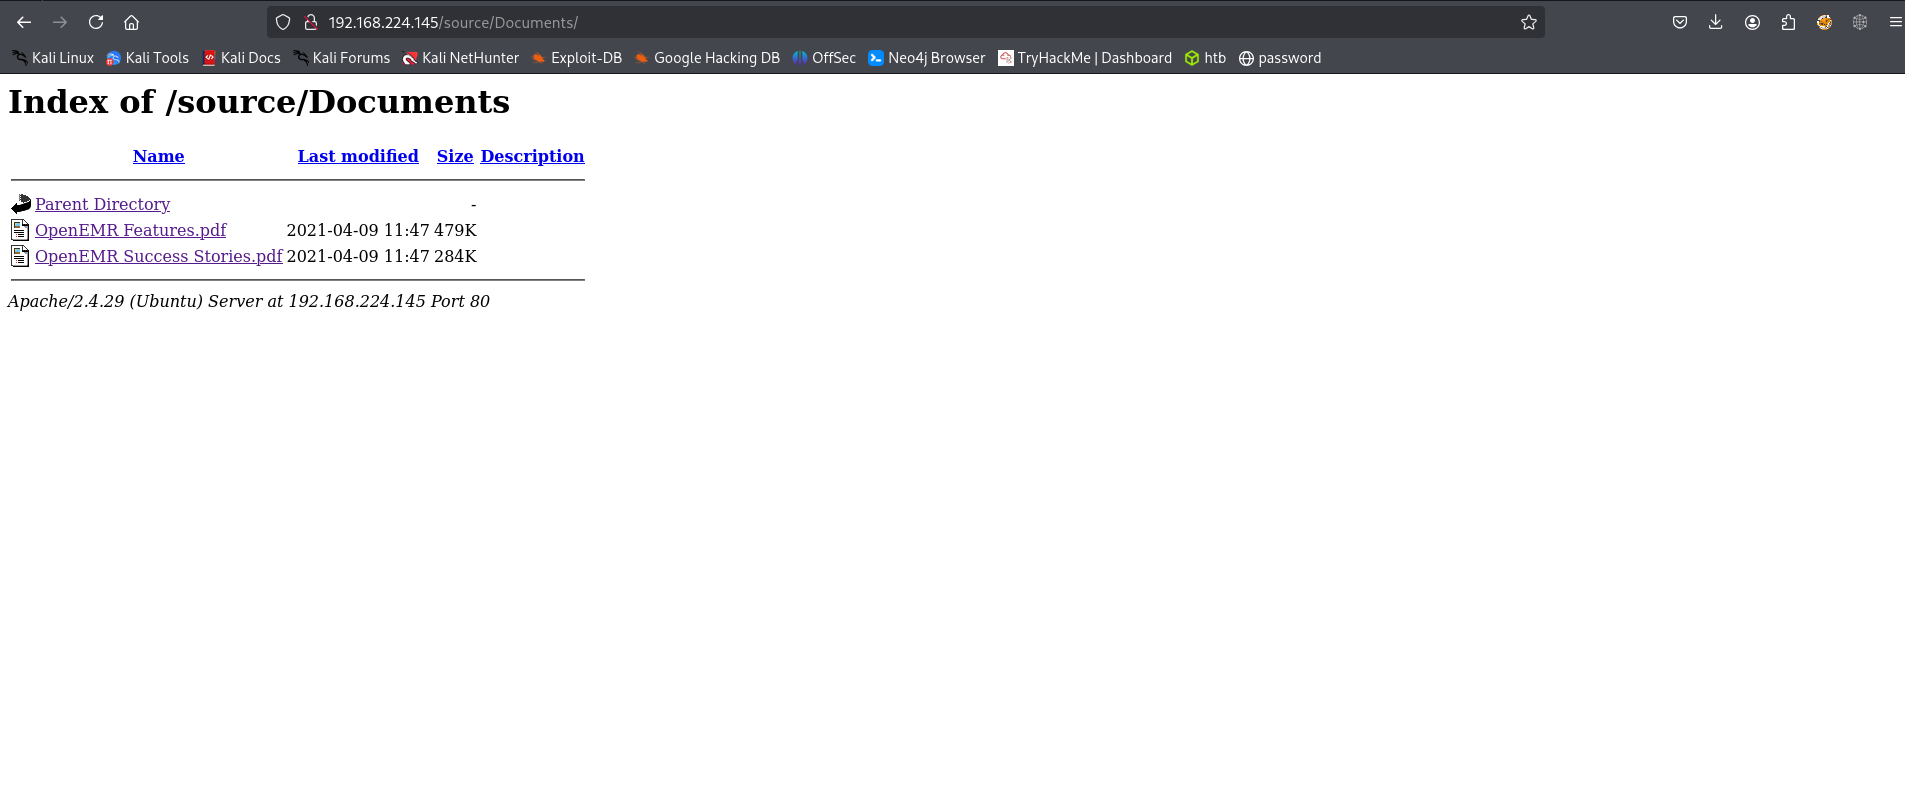 192.168.224.145/source/Documents/
Kali Linux Kali Tools Kali Docs Kali Forums Kali NetHunter Exploit-DB Google Hacking DB OffSec Neo4j Browser TryHackMe | Dashboard htb password
Index of /source/Documents
Name Last modified Size Description
Parent Directory -
OpenEMR Features.pdf 2021-04-09 11:47 479K
OpenEMR Success Stories.pdf 2021-04-09 11:47 284K
Apache/2.4.29 (Ubuntu) Server at 192.168.224.145 Port 80